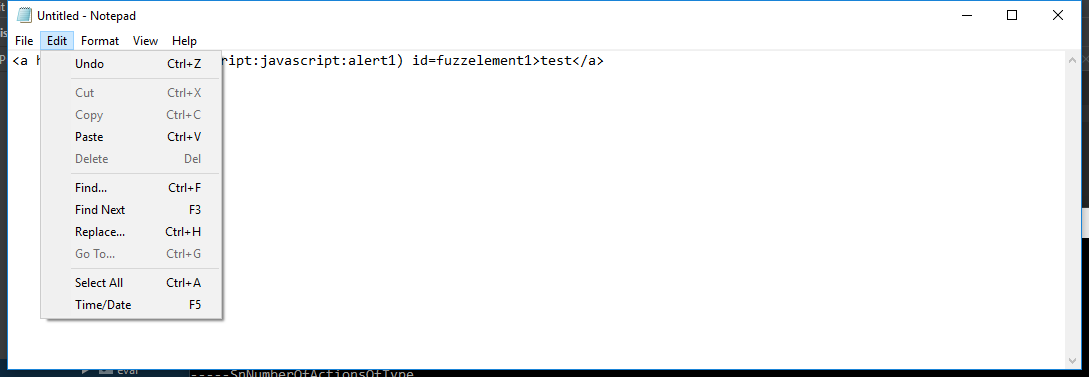 Untitled - Notepad
File Edit Format View Help
<a h ript:javascript:alert1) id=fuzzelement1>test</a>
Undo Ctrl+Z
Cut Ctrl+X
Copy Ctrl+C
Paste Ctrl+V
Delete Del
Find... Ctrl+F
Find Next F3
Replace... Ctrl+H
Go To... Ctrl+G
Select All Ctrl+A
Time/Date F5
eval
-----SnNumberOfActionsOfType